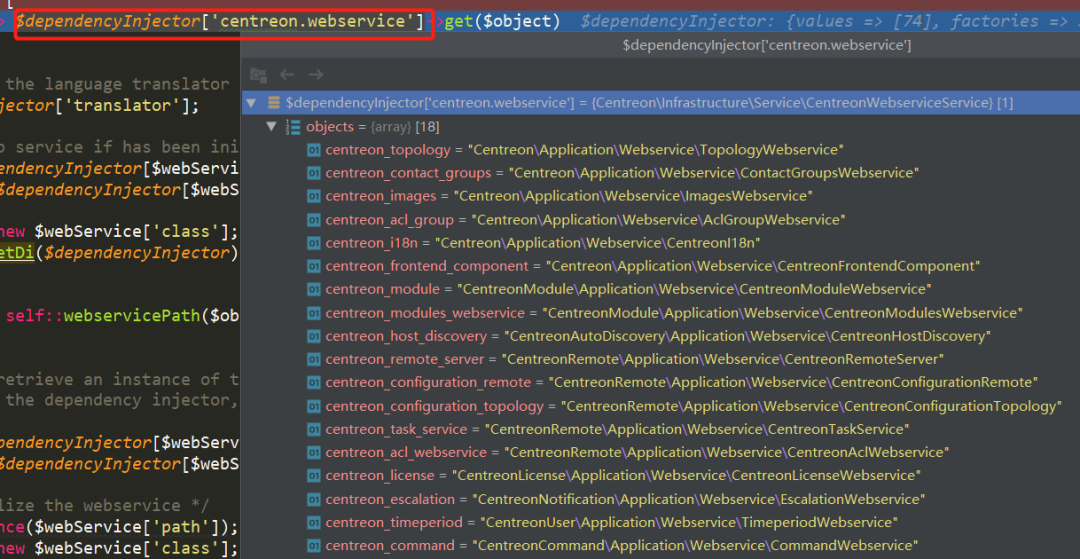 [
> $dependencyInjector['centreon.webservice']->get($object)  $dependencyInjector: {values => [74], factories =>
$dependencyInjector['centreon.webservice']
the language translator
jector['translator'];
$dependencyInjector['centreon.webservice'] = {Centreon\Infrastructure\Service\CentreonWebserviceService} [1]
objects = {array} [18]
service if has been ini
endencyInjector[$webServi
$dependencyInjector[$webS
new $webService['class'];
etDi($dependencyInjector)
self::webservicePath($ob
retrieve an instance of t
the dependency injector,
pendencyInjector[$webServ
$dependencyInjector[$webS
lize the webservice */
nce($webService['path']);
new $webService['class'];
centreon_topology = "Centreon\Application\Webservice\TopologyWebservice"
centreon_contact_groups = "Centreon\Application\Webservice\ContactGroupsWebservice"
centreon_images = "Centreon\Application\Webservice\ImagesWebservice"
centreon_acl_group = "Centreon\Application\Webservice\AclGroupWebservice"
centreon_i18n = "Centreon\Application\Webservice\CentreonI18n"
centreon_frontend_component = "Centreon\Application\Webservice\CentreonFrontendComponent"
centreon_module = "CentreonModule\Application\Webservice\CentreonModuleWebservice"
centreon_modules_webservice = "CentreonModule\Application\Webservice\CentreonModulesWebservice"
centreon_host_discovery = "CentreonAutoDiscovery\Application\Webservice\CentreonHostDiscovery"
centreon_remote_server = "CentreonRemote\Application\Webservice\CentreonRemoteServer"
centreon_configuration_remote = "CentreonRemote\Application\Webservice\CentreonConfigurationRemote"
centreon_configuration_topology = "CentreonRemote\Application\Webservice\CentreonConfigurationTopology"
centreon_task_service = "CentreonRemote\Application\Webservice\CentreonTaskService"
centreon_acl_webservice = "CentreonRemote\Application\Webservice\CentreonAclWebservice"
centreon_license = "CentreonLicense\Application\Webservice\CentreonLicenseWebservice"
centreon_escalation = "CentreonNotification\Application\Webservice\EscalationWebservice"
centreon_timeperiod = "CentreonUser\Application\Webservice\TimeperiodWebservice"
centreon_command = "CentreonCommand\Application\Webservice\CommandWebservice"